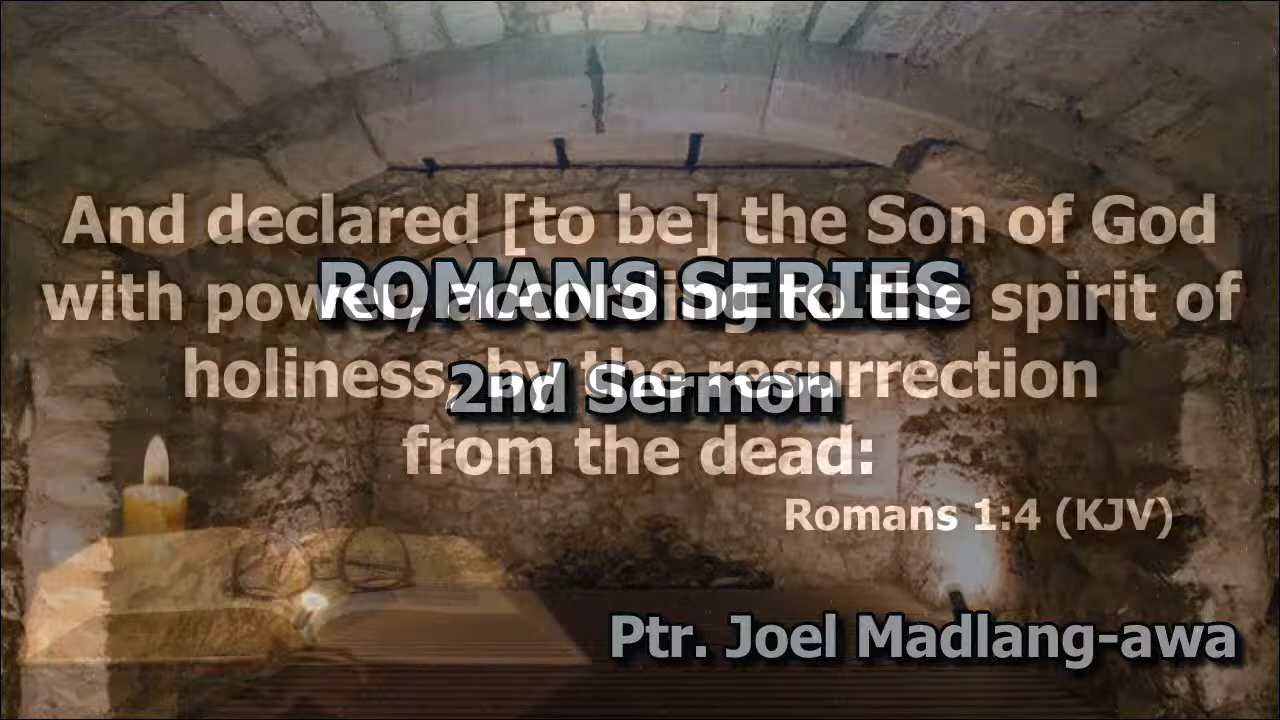 And declared [to be] the Son of God
with power, according to the spirit of
holiness, by the resurrection
from the dead:
Romans 1:4 (KJV)
ROMANS SERIES
2nd Sermon
Ptr. Joel Madlang-awa